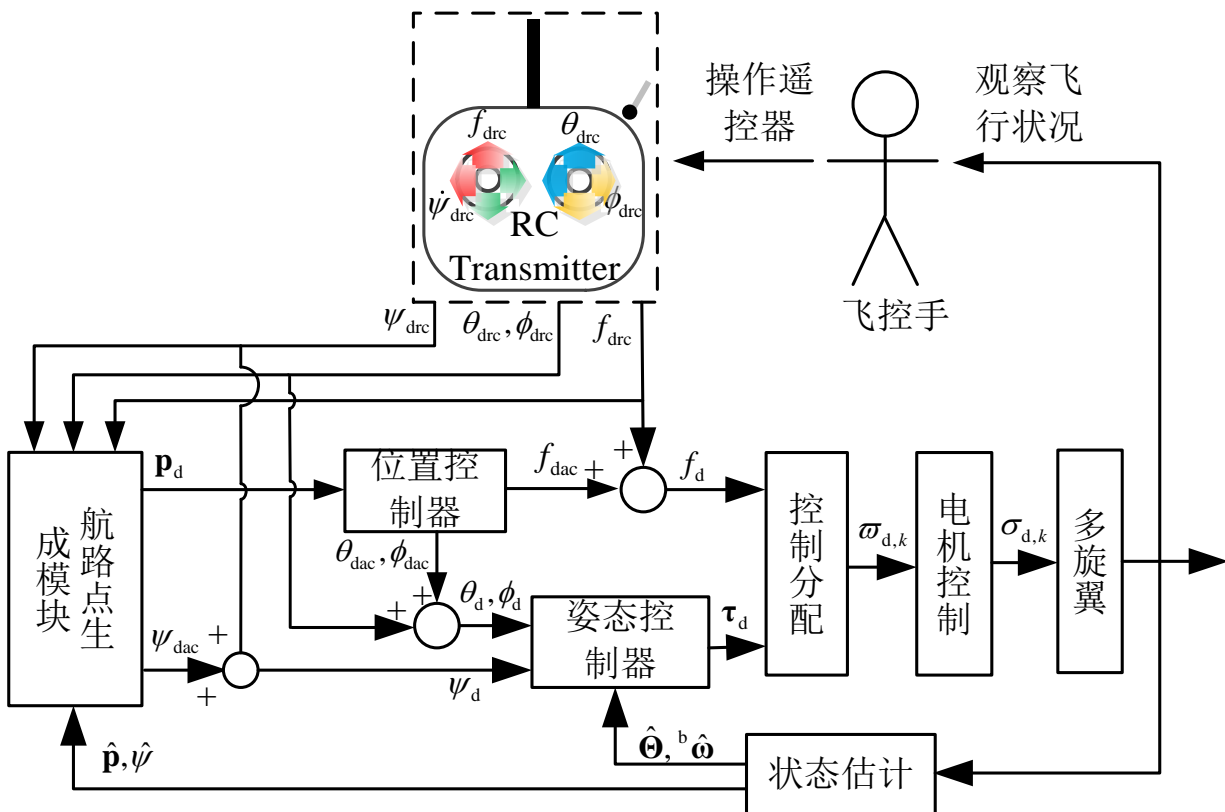 操作遥
控器
观察飞
行状况
f_drc
θ_drc
ψ̇_drc
ϕ_drc
RC
Transmitter
飞控手
ψ_drc
θ_drc, ϕ_drc
f_drc
航路点生
成模块
p_d
位置控
制器
f_dac
+
+
f_d
θ_dac, ϕ_dac
+
+
θ_d, ϕ_d
ψ_dac
+
+
ψ_d
姿态控
制器
τ_d
控制分配
ϖ_d,k
电机控制
σ_d,k
多旋翼
p̂, ψ̂
Θ̂, ᵇω̂
状态估计